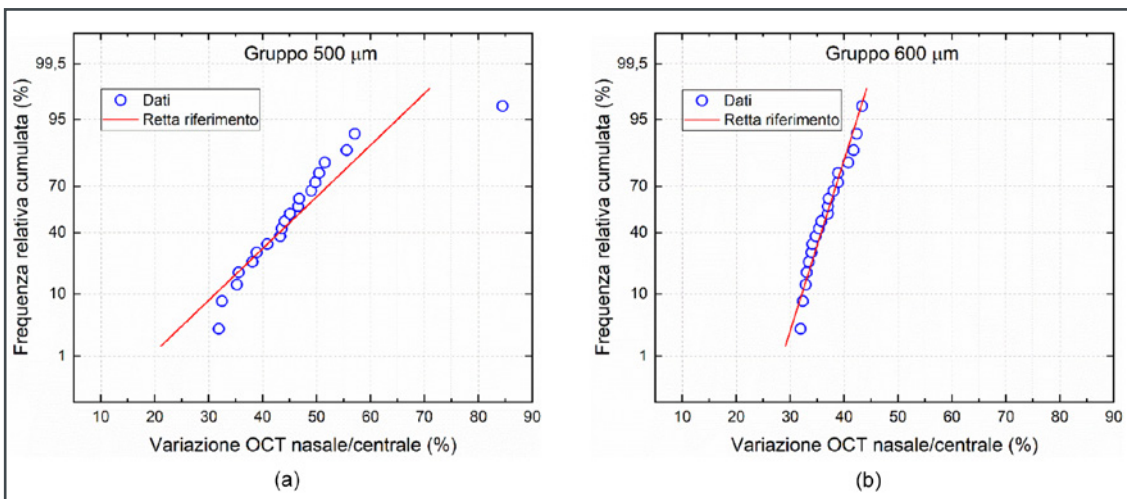 Gruppo 500 μm
Dati
Retta riferimento
Frequenza relativa cumulata (%)
99,5
95
70
40
10
1
10 20 30 40 50 60 70 80 90
Variazione OCT nasale/centrale (%)
(a)
Gruppo 600 μm
Dati
Retta riferimento
Frequenza relativa cumulata (%)
99,5
95
70
40
10
1
10 20 30 40 50 60 70 80 90
Variazione OCT nasale/centrale (%)
(b)